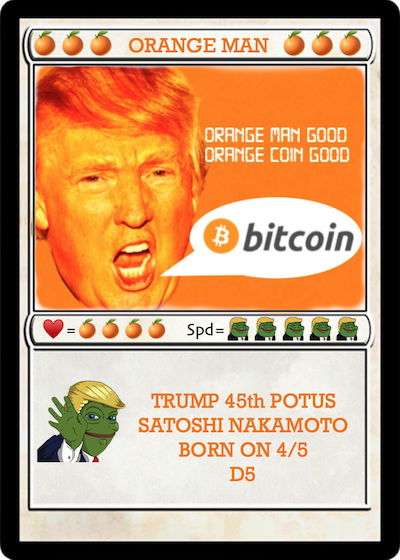 ORANGE MAN
ORANGE MAN GOOD
ORANGE COIN GOOD
bitcoin
=
Spd=
TRUMP 45th POTUS
SATOSHI NAKAMOTO
BORN ON 4/5
D5